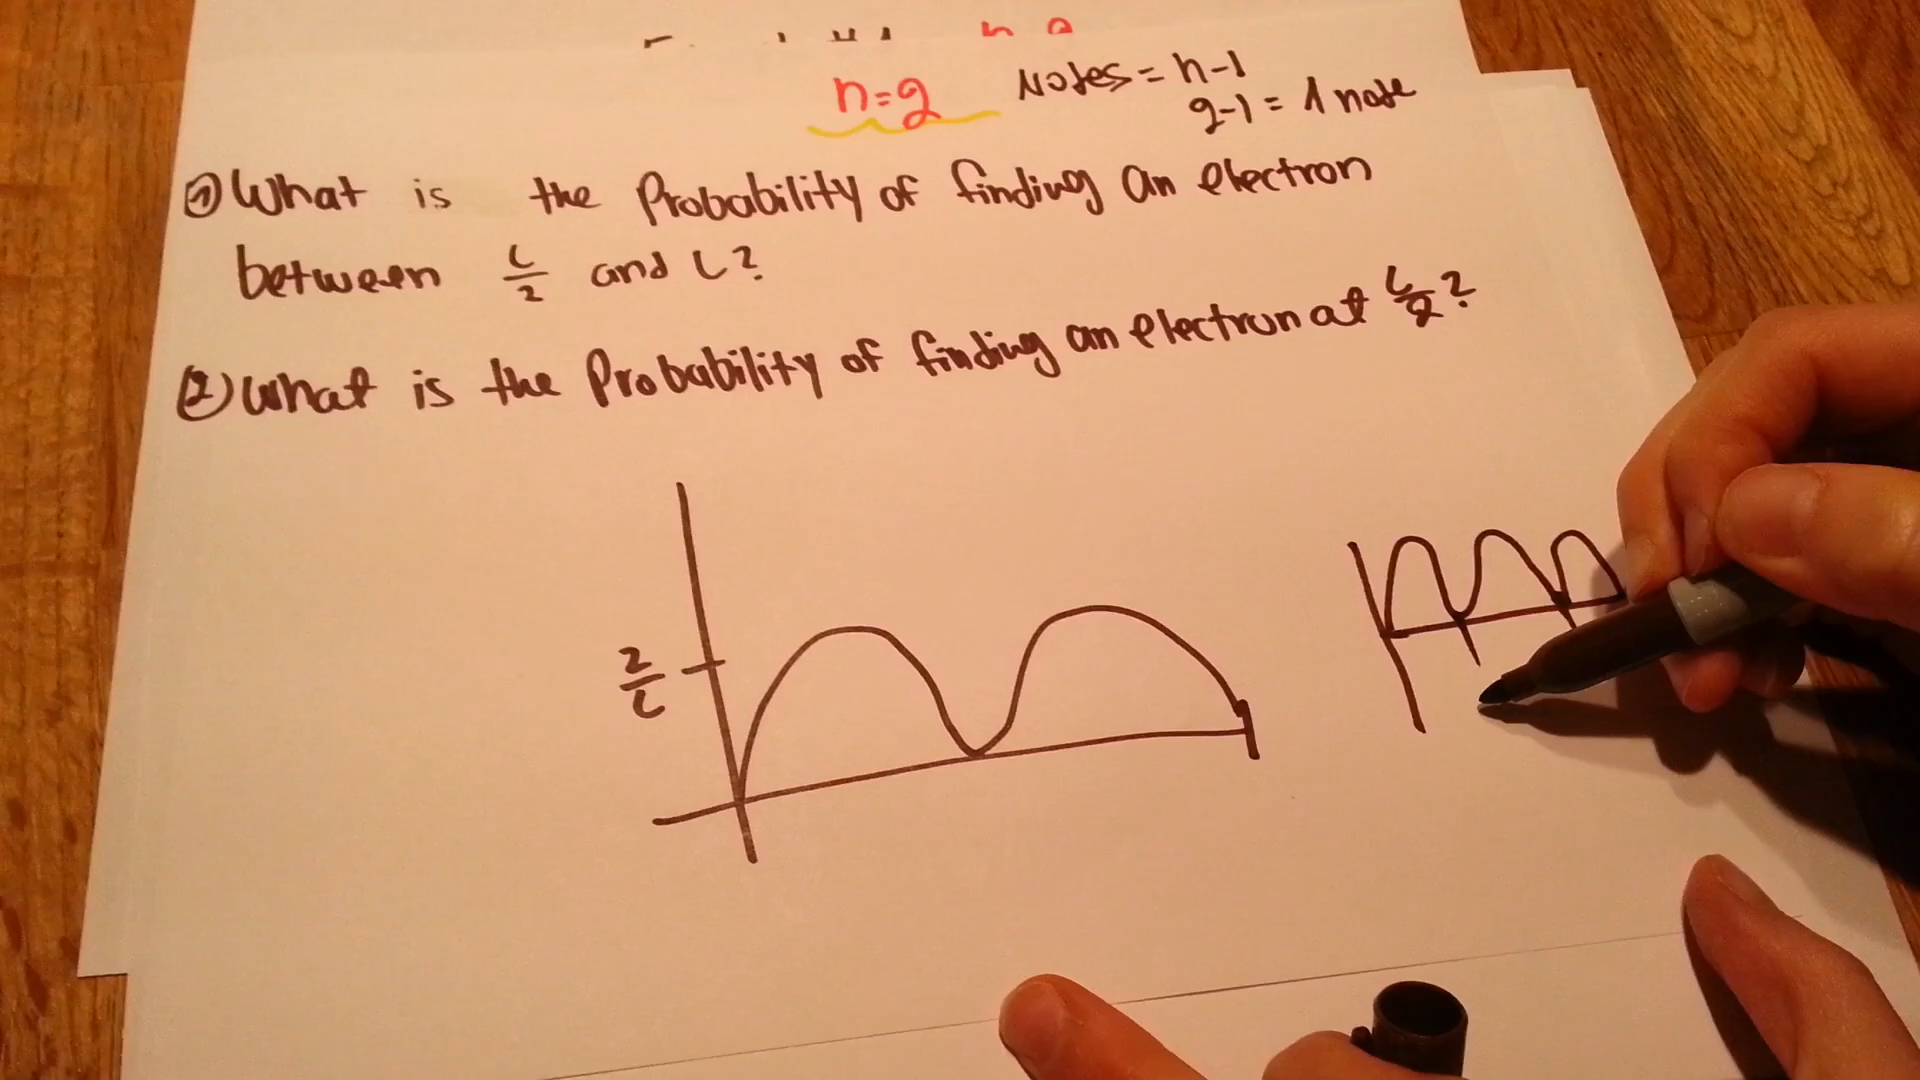 n=2 Notes = n-1
2-1 = 1 note
① What is the Probability of finding an electron
between L/2 and L?
② What is the Probability of finding an electron at L/2?
2/L